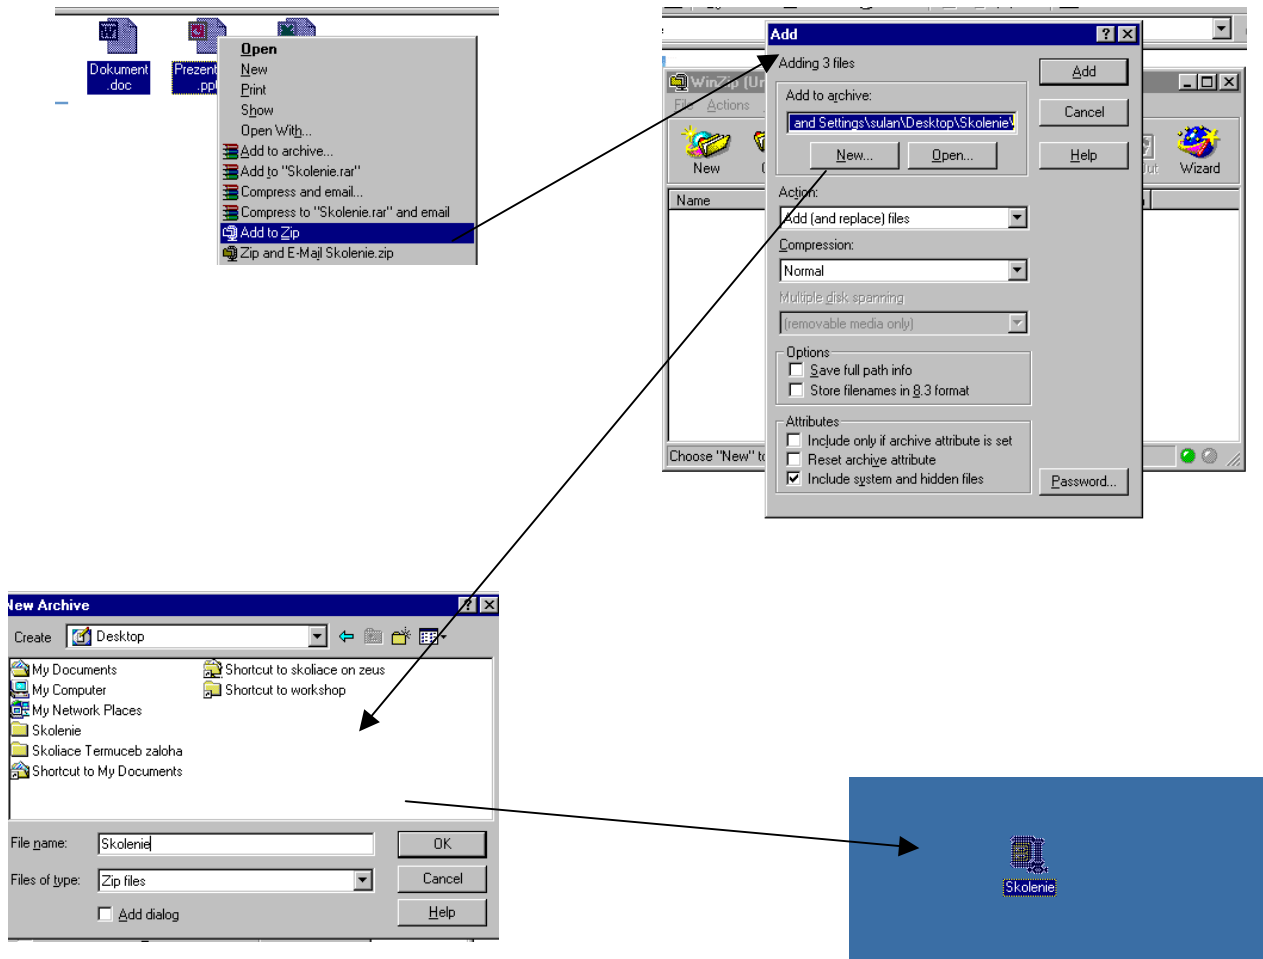 Dokument
.doc
Prezent
.ppt
Open
New
Print
Show
Open With...
Add to archive...
Add to "Skolenie.rar"
Compress and email...
Compress to "Skolenie.rar" and email
Add to Zip
Zip and E-Mail Skolenie.zip
Add
Adding 3 files
Add to archive:
and Settings\sulan\Desktop\Skolenie\
New...
Open...
Add
Cancel
Help
Action:
Add (and replace) files
Compression:
Normal
Multiple disk spanning
(removable media only)
Options
Save full path info
Store filenames in 8.3 format
Attributes
Include only if archive attribute is set
Reset archive attribute
Include system and hidden files
Password...
WinZip (Un
File Actions
New
Wizard
Name
Choose "New" to
New Archive
Create
Desktop
My Documents
My Computer
My Network Places
Skolenie
Skoliace Termuceb zaloha
Shortcut to My Documents
Shortcut to skoliace on zeus
Shortcut to workshop
File name:
Skolenie
OK
Files of type:
Zip files
Cancel
Add dialog
Help
Skolenie